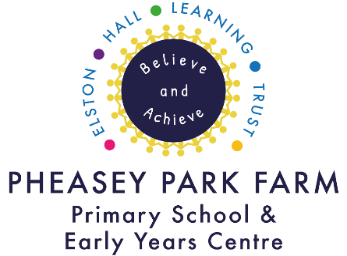 ELSTON HALL LEARNING TRUST
Believe
and
Achieve
PHEASEY PARK FARM
Primary School &
Early Years Centre